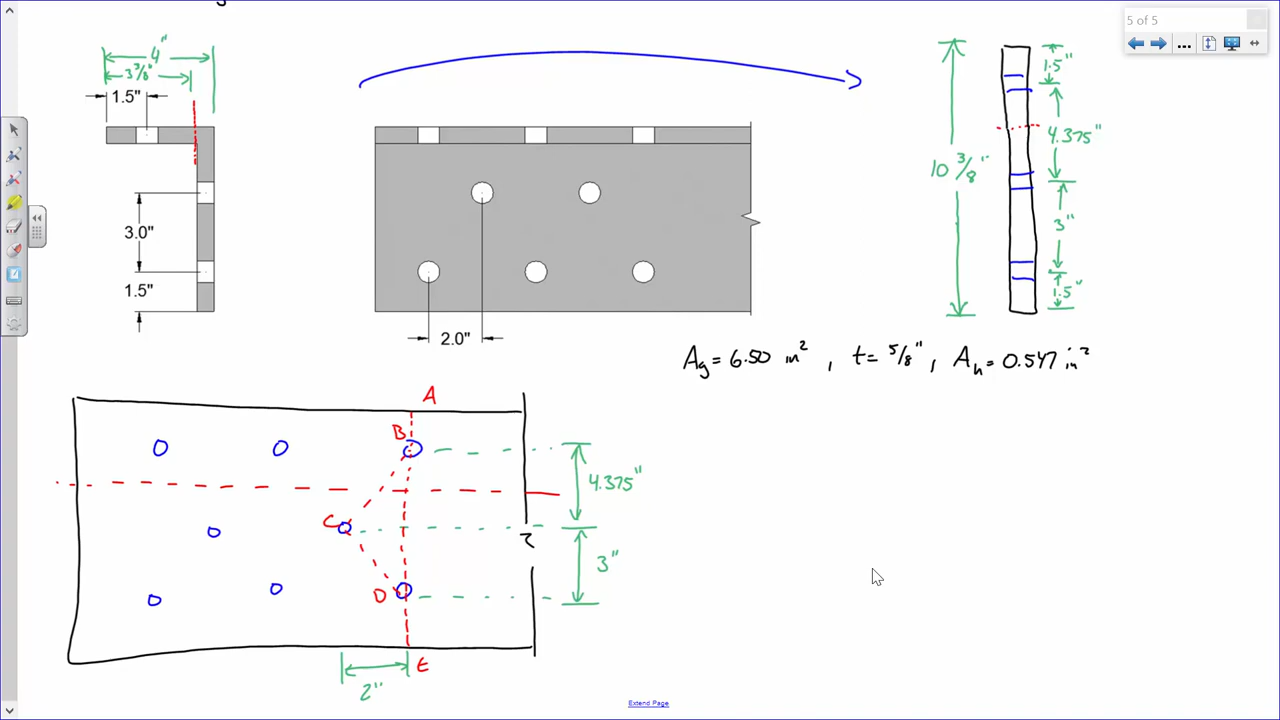 5 of 5
4"
3 3/8"
1.5"
3.0"
1.5"
2.0"
10 3/8"
1.5"
4.375"
3"
1.5"
Ag = 6.50 in², t = 5/8", Ah = 0.547 in²
A
B
C
D
E
4.375"
3"
2"
Extend Page